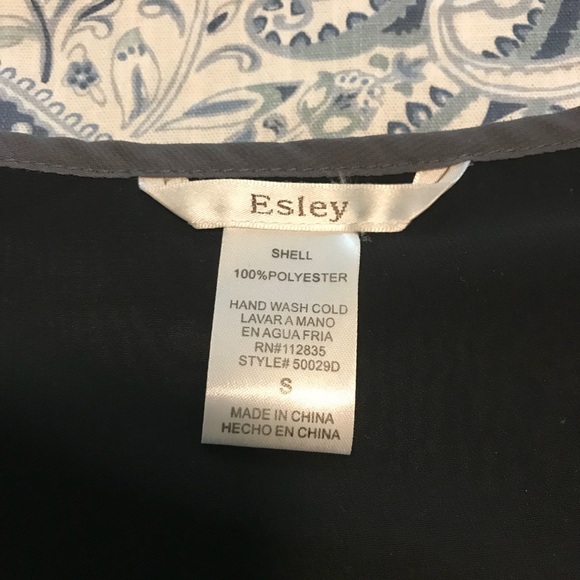 Esley
SHELL
100%POLYESTER
HAND WASH COLD
LAVAR A MANO
EN AGUA FRIA
RN#112835
STYLE# 50029D
S
MADE IN CHINA
HECHO EN CHINA